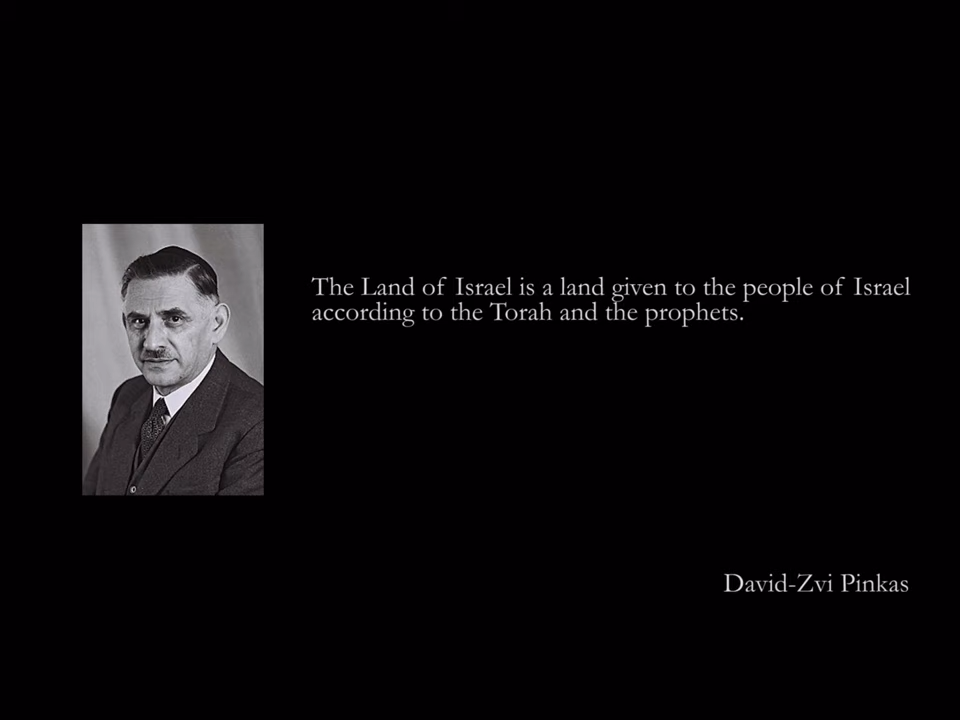 The Land of Israel is a land given to the people of Israel
according to the Torah and the prophets.
David-Zvi Pinkas